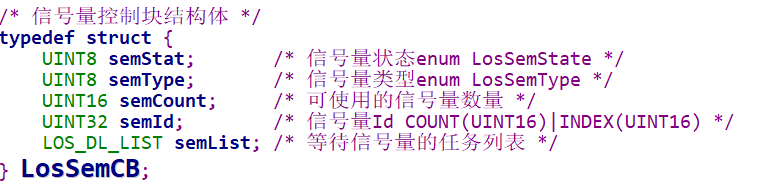 /* 信号量控制块结构体 */
typedef struct {
UINT8 semStat; /* 信号量状态enum LosSemState */
UINT8 semType; /* 信号量类型enum LosSemType */
UINT16 semCount; /* 可使用的信号量数量 */
UINT32 semId; /* 信号量Id COUNT(UINT16)|INDEX(UINT16) */
LOS_DL_LIST semList; /* 等待信号量的任务列表 */
} LosSemCB;